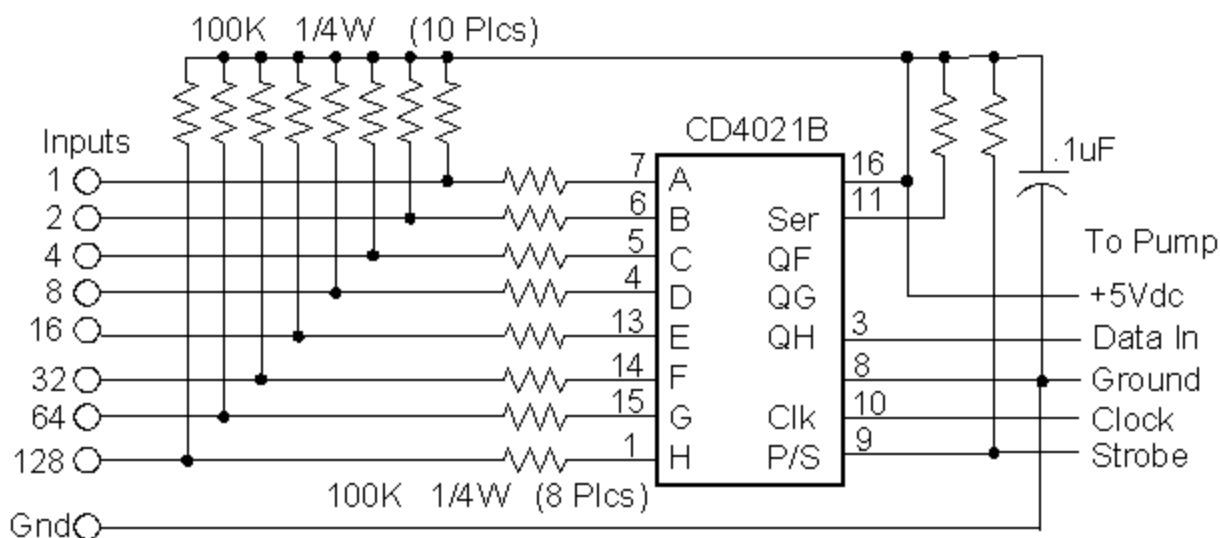 100K 1/4W (10 Plcs)
CD4021B
.1uF
Inputs
1
2
4
8
16
32
64
128
Gnd
7
6
5
4
13
14
15
1
A
B
C
D
E
F
G
H
Ser
QF
QG
QH
Clk
P/S
16
11
3
8
10
9
To Pump
+5Vdc
Data In
Ground
Clock
Strobe
100K 1/4W (8 Plcs)